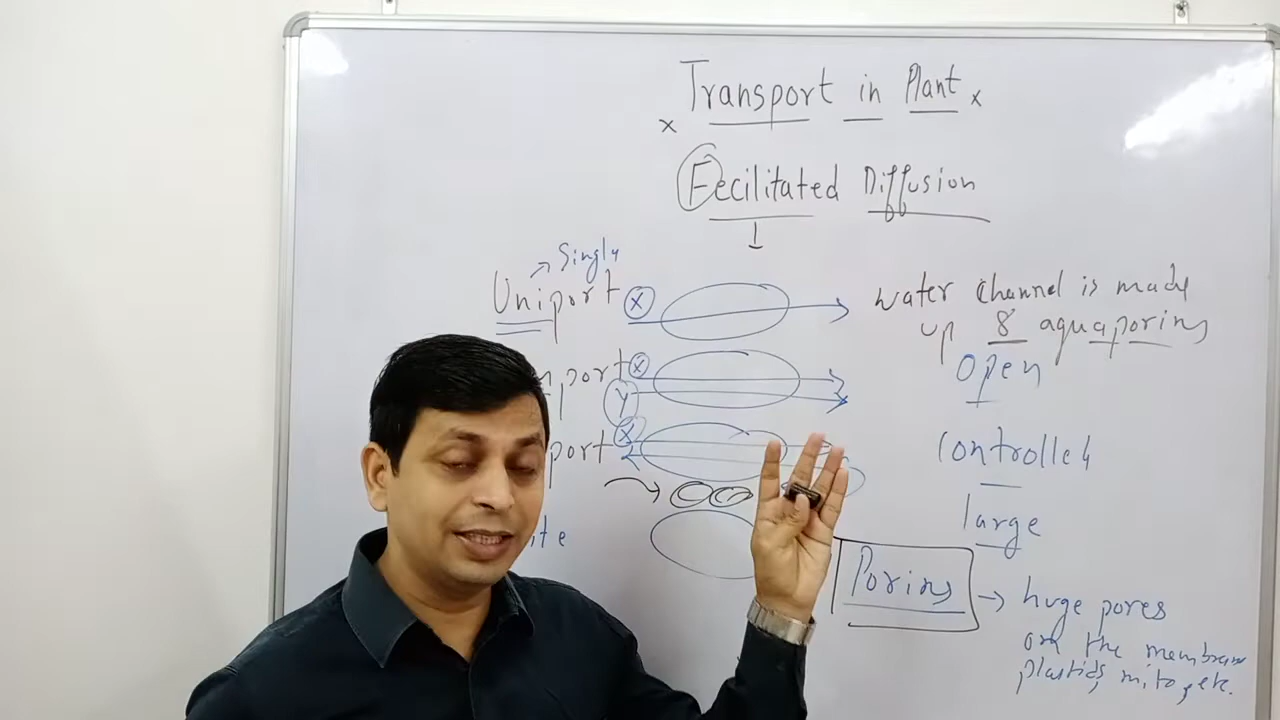 Transport in Plant
Fecilitated Diffusion
Singly
Uniport X
water channel is made
up 8 aquaporins
port X
Y
Open
port X
controlled
large
ite
Porins → huge pores
on the membrane
plastids, mito, etc.